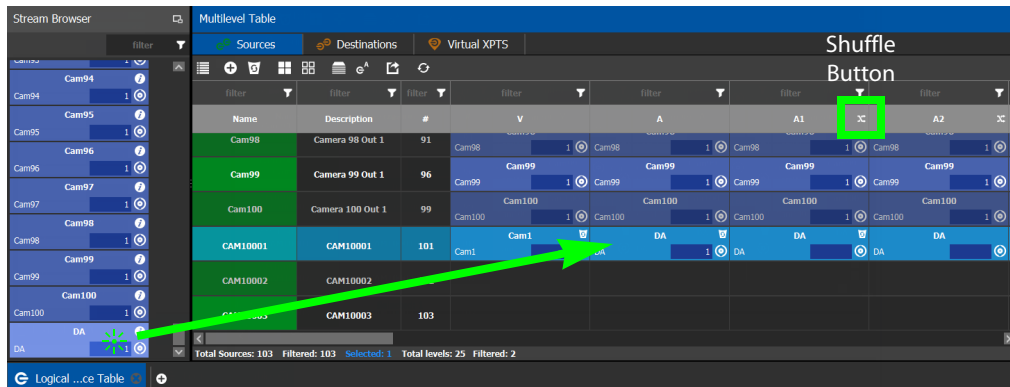 Stream Browser
Multilevel Table
filter
Sources
Destinations
Virtual XPTS
Shuffle
Button
Cam94
Cam94 1
Cam95
Cam95 1
Cam96
Cam96 1
Cam97
Cam97 1
Cam98
Cam98 1
Cam99
Cam99 1
Cam100
Cam100 1
DA
DA 1
filter filter filter filter filter filter filter
Name Description # V A A1 A2
Cam98 Camera 98 Out 1 91
Cam98 1 Cam98 1 Cam98 1 Cam98 1
Cam99 Cam99 Cam99 Cam99
Cam99 Camera 99 Out 1 96
Cam99 1 Cam99 1 Cam99 1 Cam99 1
Cam100 Cam100 Cam100 Cam100
Cam100 Camera 100 Out 1 99
Cam100 1 Cam100 1 Cam100 1 Cam100 1
Cam1 DA DA DA
CAM10001 CAM10001 101
Cam1 DA 1 DA DA
CAM10002 CAM10002
CAM10003 103
Total Sources: 103 Filtered: 103 Selected: 1 Total levels: 25 Filtered: 2
Logical ...ce Table